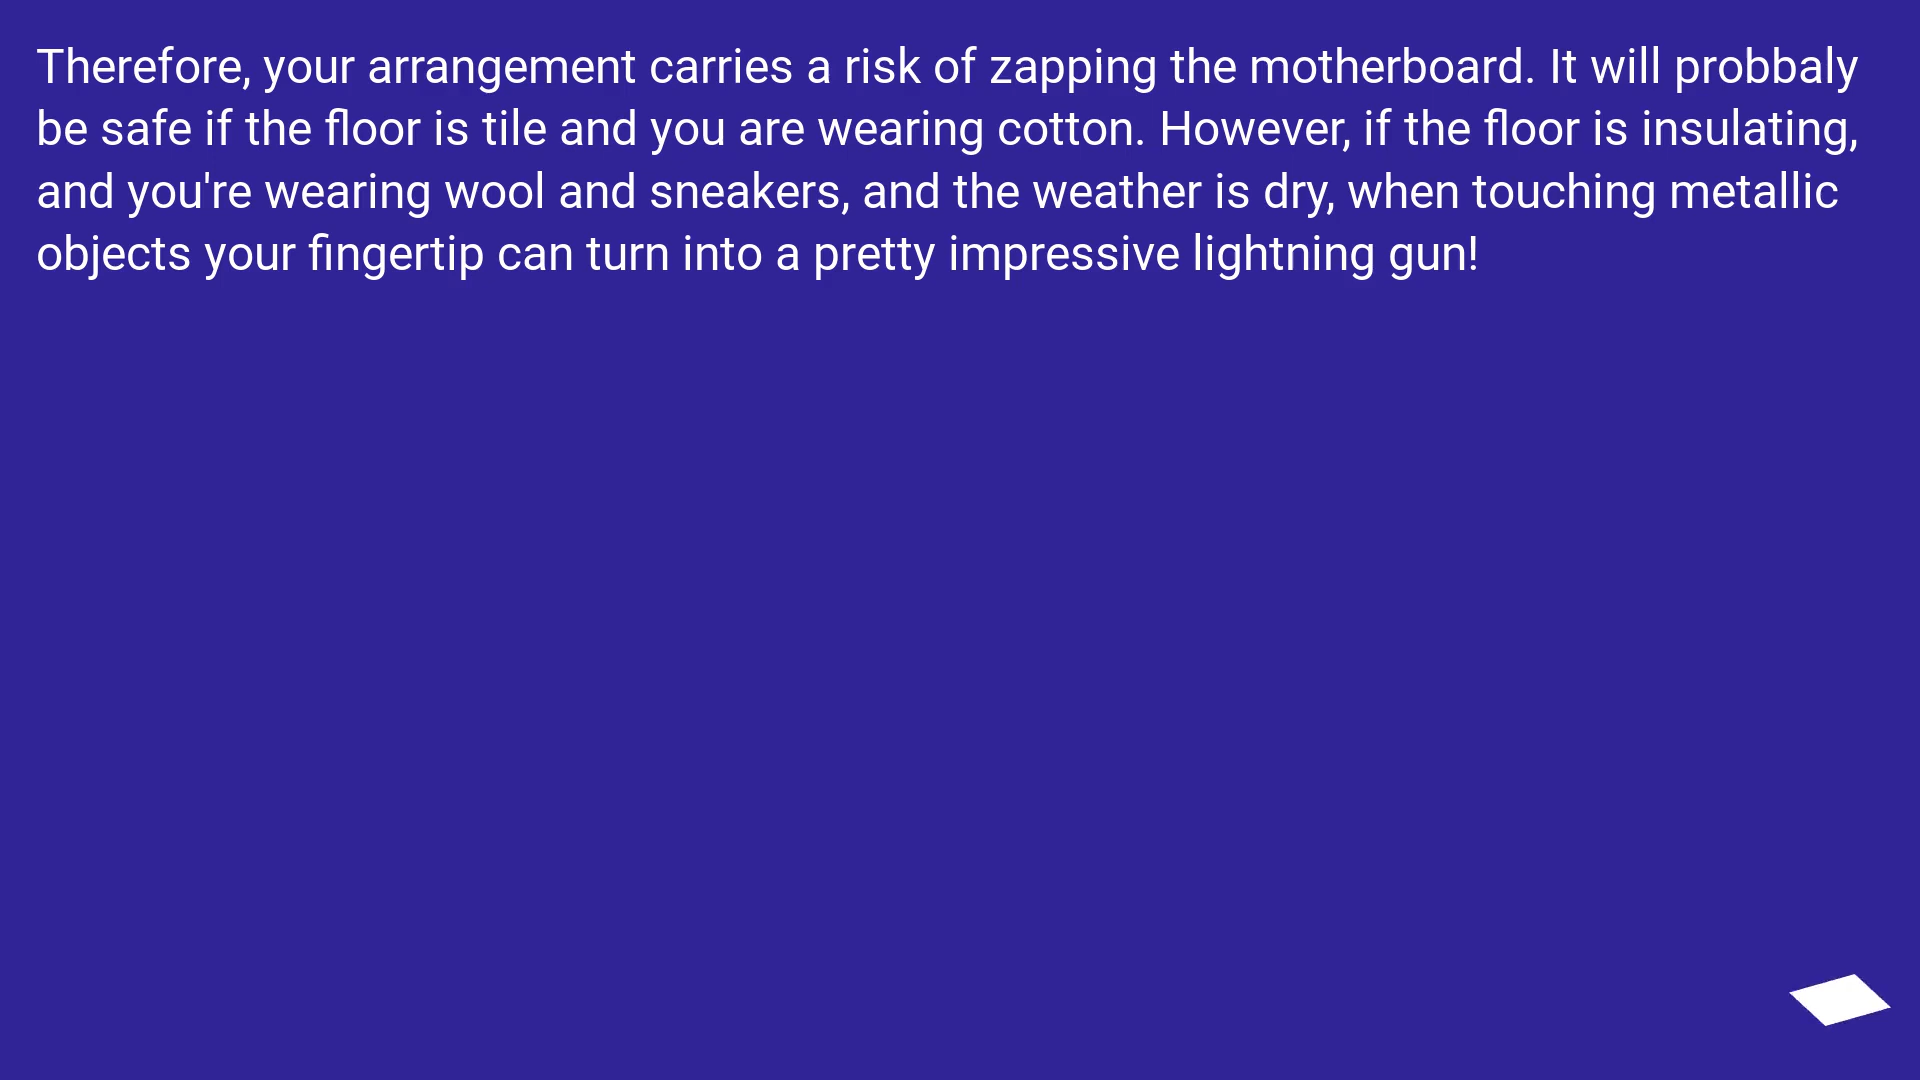 Therefore, your arrangement carries a risk of zapping the motherboard. It will probbaly
be safe if the floor is tile and you are wearing cotton. However, if the floor is insulating,
and you're wearing wool and sneakers, and the weather is dry, when touching metallic
objects your fingertip can turn into a pretty impressive lightning gun!